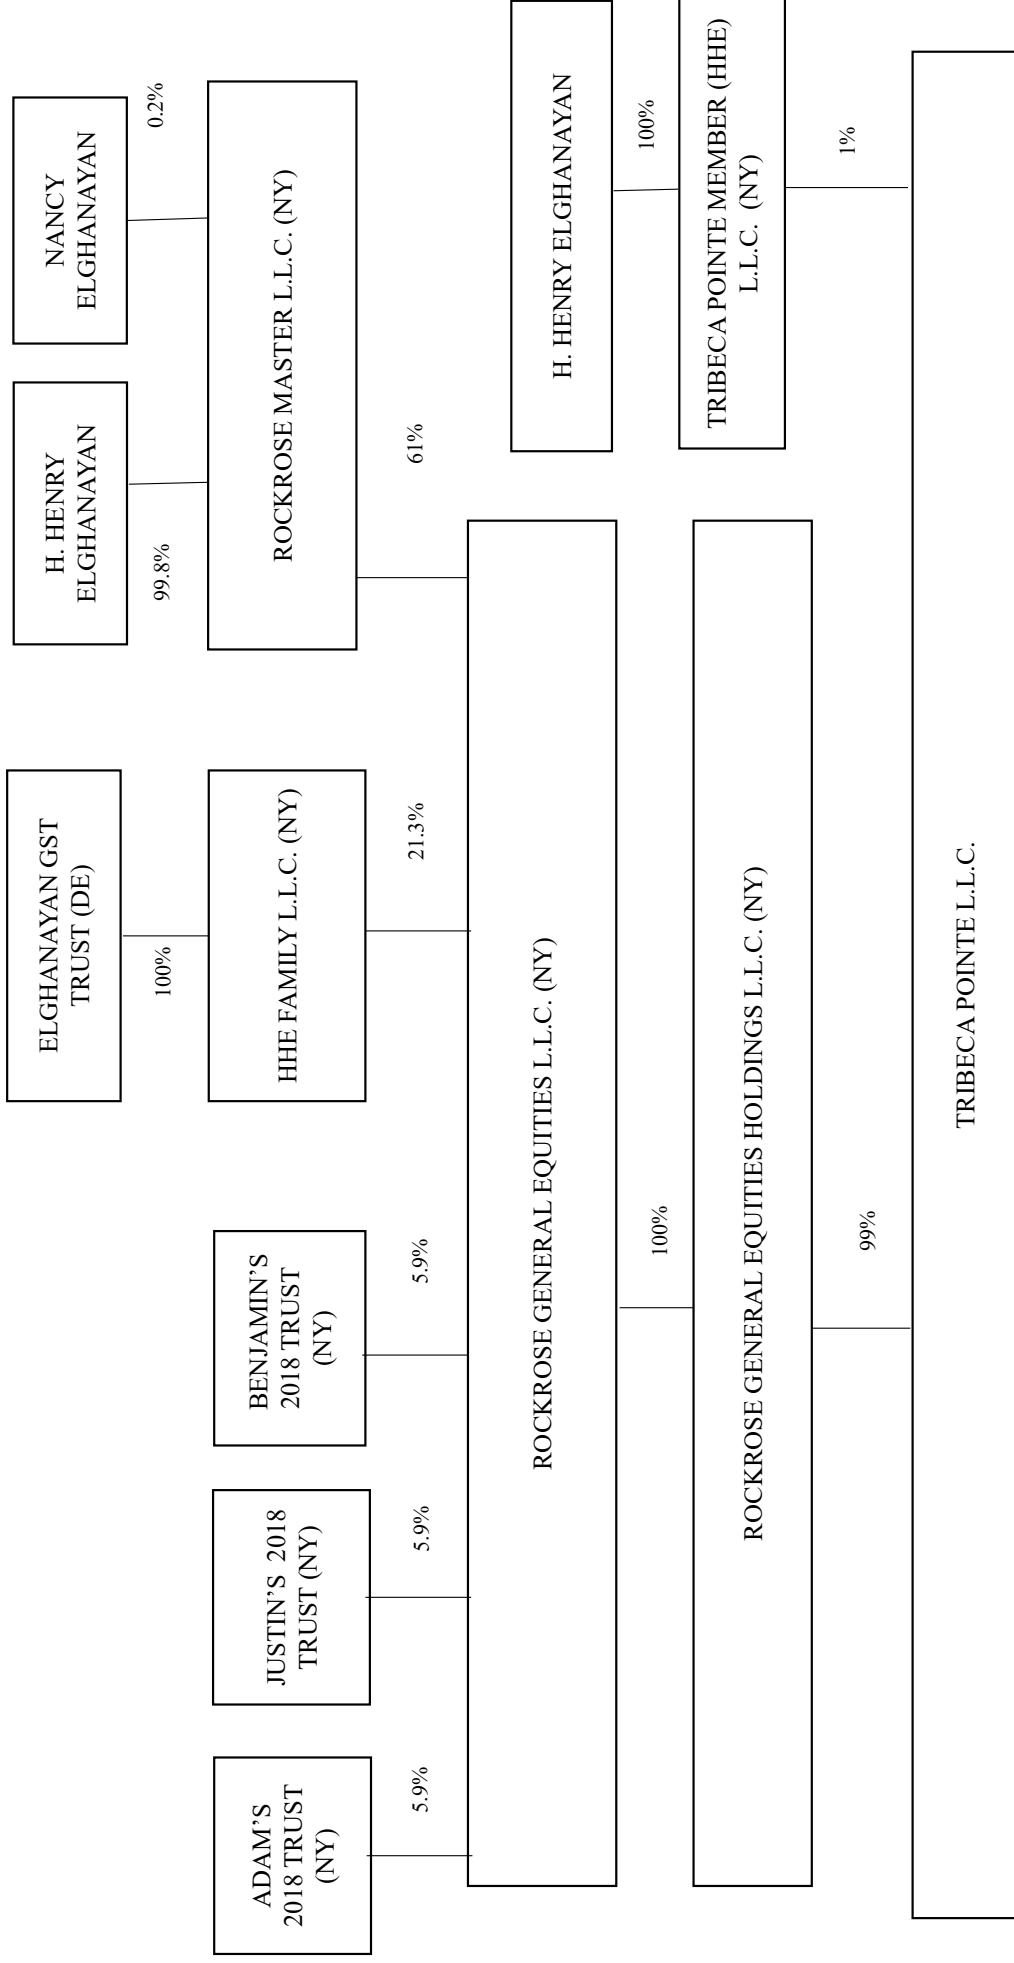 ELGHANAYAN GST
TRUST (DE)
H. HENRY
ELGHANAYAN
NANCY
ELGHANAYAN
100%
99.8%
0.2%
ADAM’S
2018 TRUST
(NY)
JUSTIN’S 2018
TRUST (NY)
BENJAMIN’S
2018 TRUST
(NY)
HHE FAMILY L.L.C. (NY)
ROCKROSE MASTER L.L.C. (NY)
5.9%
5.9%
5.9%
21.3%
61%
ROCKROSE GENERAL EQUITIES L.L.C. (NY)
H. HENRY ELGHANAYAN
100%
100%
ROCKROSE GENERAL EQUITIES HOLDINGS L.L.C. (NY)
TRIBECA POINTE MEMBER (HHE)
L.L.C. (NY)
99%
1%
TRIBECA POINTE L.L.C.